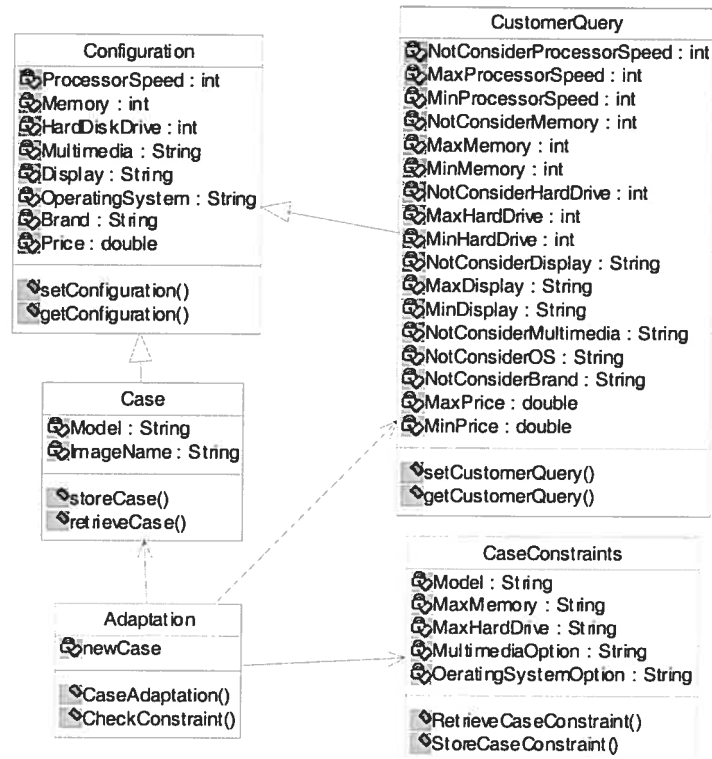 Configuration
ProcessorSpeed : int
Memory : int
HardDiskDrive : int
Multimedia : String
Display : String
OperatingSystem : String
Brand : String
Price : double
setConfiguration()
getConfiguration()
Case
Model : String
ImageName : String
storeCase()
retrieveCase()
Adaptation
newCase
CaseAdaptation()
CheckConstraint()
CustomerQuery
NotConsiderProcessorSpeed : int
MaxProcessorSpeed : int
MinProcessorSpeed : int
NotConsiderMemory : int
MaxMemory : int
MinMemory : int
NotConsiderHardDrive : int
MaxHardDrive : int
MinHardDrive : int
NotConsiderDisplay : String
MaxDisplay : String
MinDisplay : String
NotConsiderMultimedia : String
NotConsiderOS : String
NotConsiderBrand : String
MaxPrice : double
MinPrice : double
setCustomerQuery()
getCustomerQuery()
CaseConstraints
Model : String
MaxMemory : String
MaxHardDrive : String
MultimediaOption : String
OeratingSystemOption : String
RetrieveCaseConstraint()
StoreCaseConstraint()